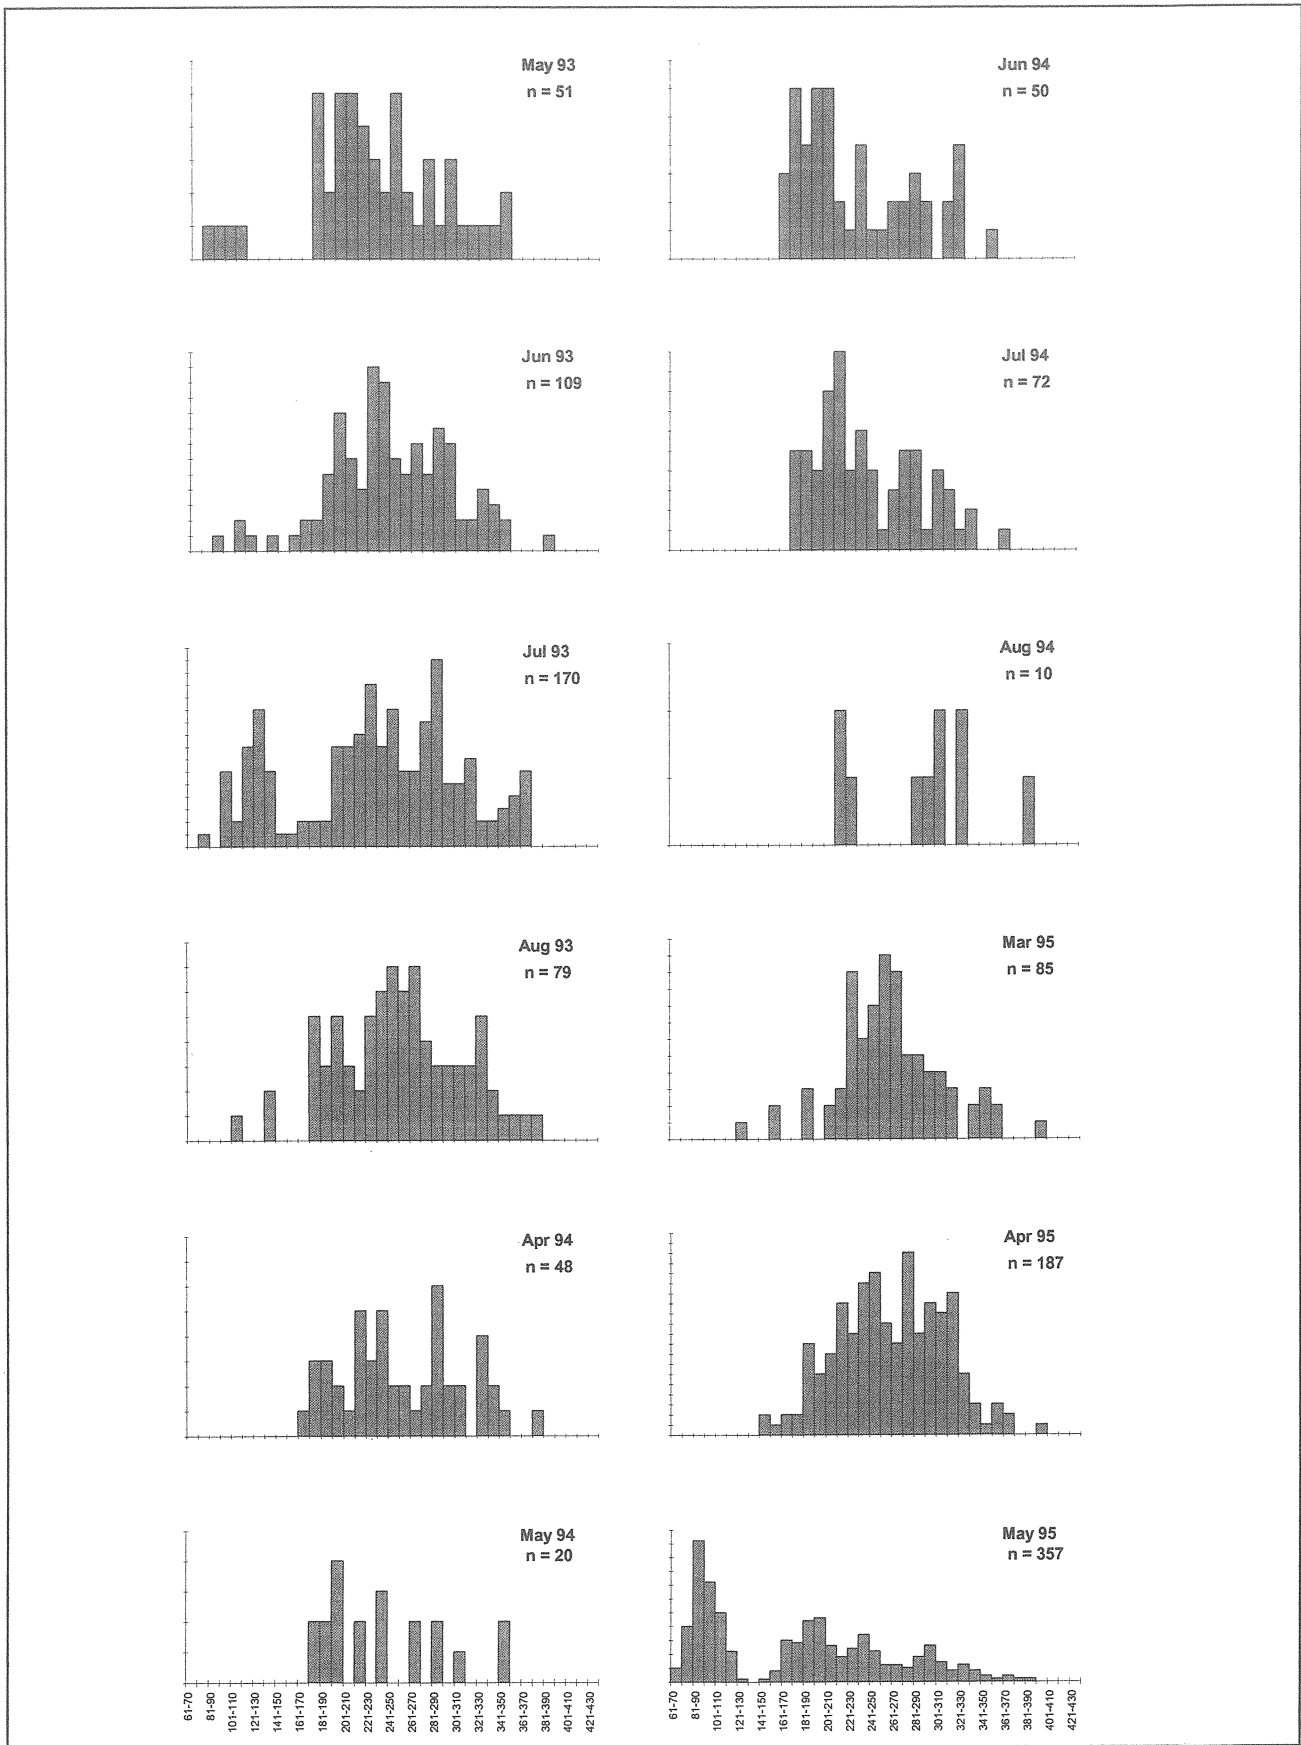 May 93
n = 51
Jun 94
n = 50
Jun 93
n = 109
Jul 94
n = 72
Jul 93
n = 170
Aug 94
n = 10
Aug 93
n = 79
Mar 95
n = 85
Apr 94
n = 48
Apr 95
n = 187
May 94
n = 20
May 95
n = 357
61-70
81-90
101-110
121-130
141-150
161-170
181-190
201-210
221-230
241-250
261-270
281-290
301-310
321-330
341-350
361-370
381-390
401-410
421-430
61-70
81-90
101-110
121-130
141-150
161-170
181-190
201-210
221-230
241-250
261-270
281-290
301-310
321-330
341-350
361-370
381-390
401-410
421-430